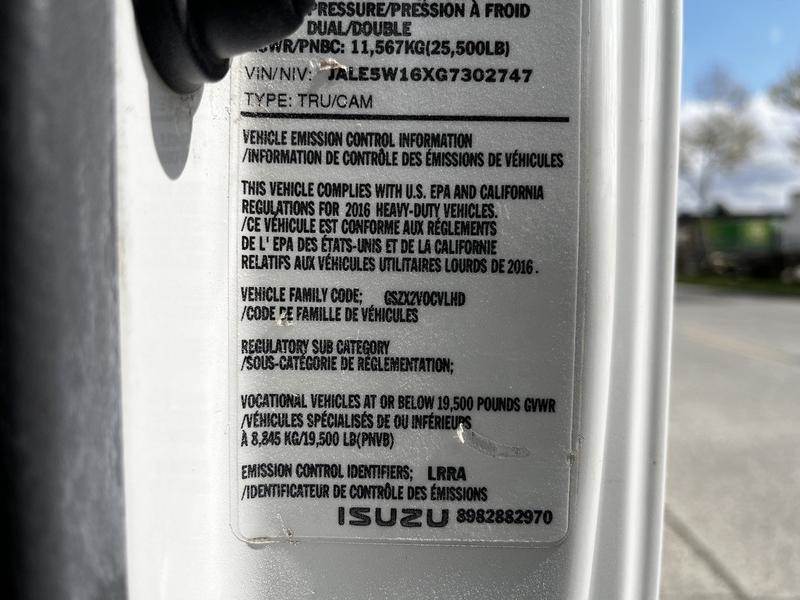 PRESSURE/PRESSION À FROID
DUAL/DOUBLE
GCWR/PNBC: 11,567KG(25,500LB)
VIN/NIV: JALE5W16XG7302747
TYPE: TRU/CAM
VEHICLE EMISSION CONTROL INFORMATION
/INFORMATION DE CONTRÔLE DES ÉMISSIONS DE VÉHICULES
THIS VEHICLE COMPLIES WITH U.S. EPA AND CALIFORNIA
REGULATIONS FOR 2016 HEAVY-DUTY VEHICLES.
/CE VÉHICULE EST CONFORME AUX RÉGLEMENTS
DE L' EPA DES ÉTATS-UNIS ET DE LA CALIFORNIE
RELATIFS AUX VÉHICULES UTILITAIRES LOURDS DE 2016.
VEHICLE FAMILY CODE; GSZX2VOCVLHD
/CODE DE FAMILLE DE VÉHICULES
REGULATORY SUB CATEGORY
/SOUS-CATÉGORIE DE RÉGLEMENTATION;
VOCATIONAL VEHICLES AT OR BELOW 19,500 POUNDS GVWR
/VÉHICULES SPÉCIALISÉS DE OU INFÉRIEURS
À 8,845 KG/19,500 LB(PNVB)
EMISSION CONTROL IDENTIFIERS; LRRA
/IDENTIFICATEUR DE CONTRÔLE DES ÉMISSIONS
ISUZU 8982882970